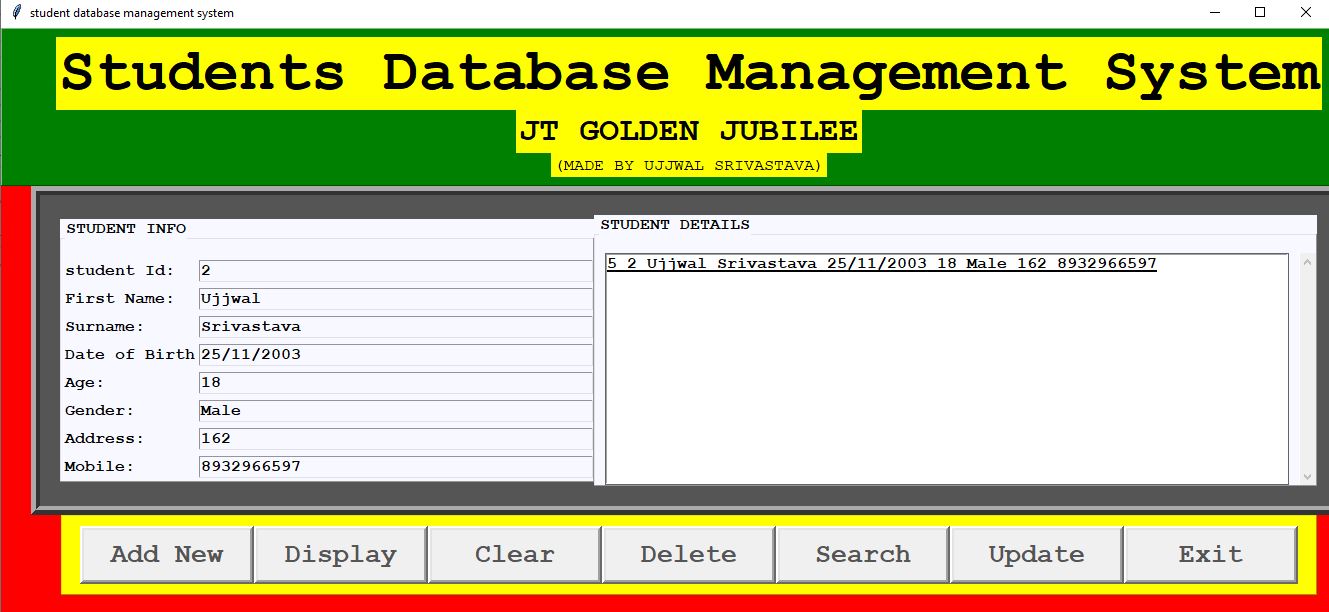 student database management system
Students Database Management System
JT GOLDEN JUBILEE
(MADE BY UJJWAL SRIVASTAVA)
STUDENT INFO
student Id: 2
First Name: Ujjwal
Surname: Srivastava
Date of Birth 25/11/2003
Age: 18
Gender: Male
Address: 162
Mobile: 8932966597
STUDENT DETAILS
5 2 Ujjwal Srivastava 25/11/2003 18 Male 162 8932966597
Add New Display Clear Delete Search Update Exit